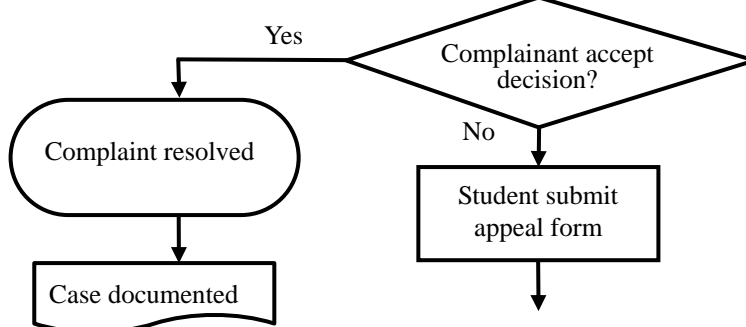 Yes
Complainant accept
decision?
No
Complaint resolved
Student submit
appeal form
Case documented